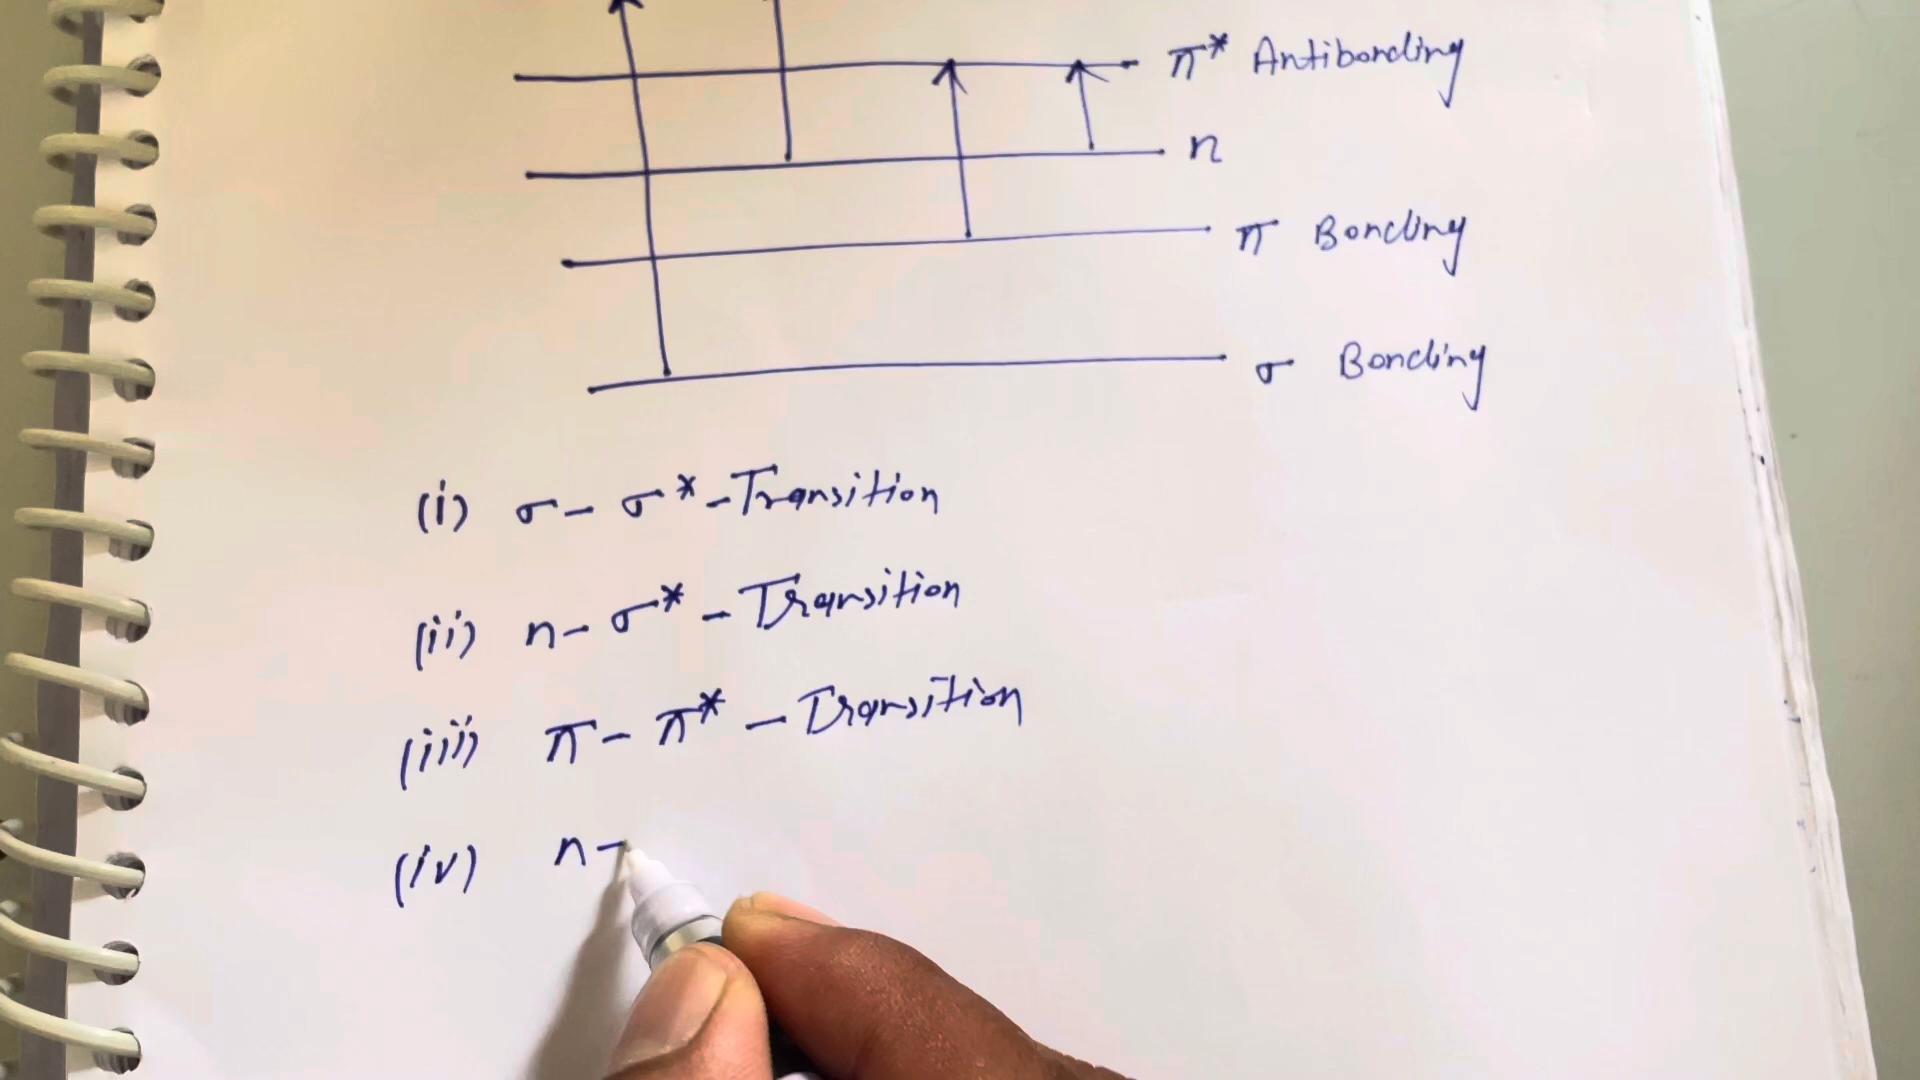 π* Antibonding
n
π Bonding
σ Bonding
(i) σ - σ* - Transition
(ii) n - σ* - Transition
(iii) π - π* - Transition
(iv) n -